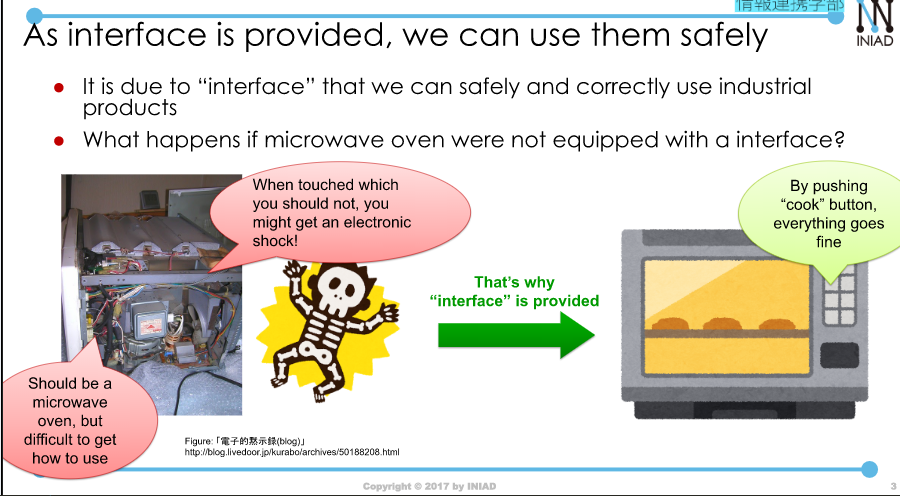 情報連携学部
INIAD
As interface is provided, we can use them safely
It is due to “interface” that we can safely and correctly use industrial
products
What happens if microwave oven were not equipped with a interface?
When touched which
you should not, you
might get an electronic
shock!
By pushing
“cook” button,
everything goes
fine
That’s why
“interface” is provided
Should be a
microwave
oven, but
difficult to get
how to use
Figure: ｢電子的黙示録(blog)｣
http://blog.livedoor.jp/kurabo/archives/50188208.html
Copyright © 2017 by INIAD
3